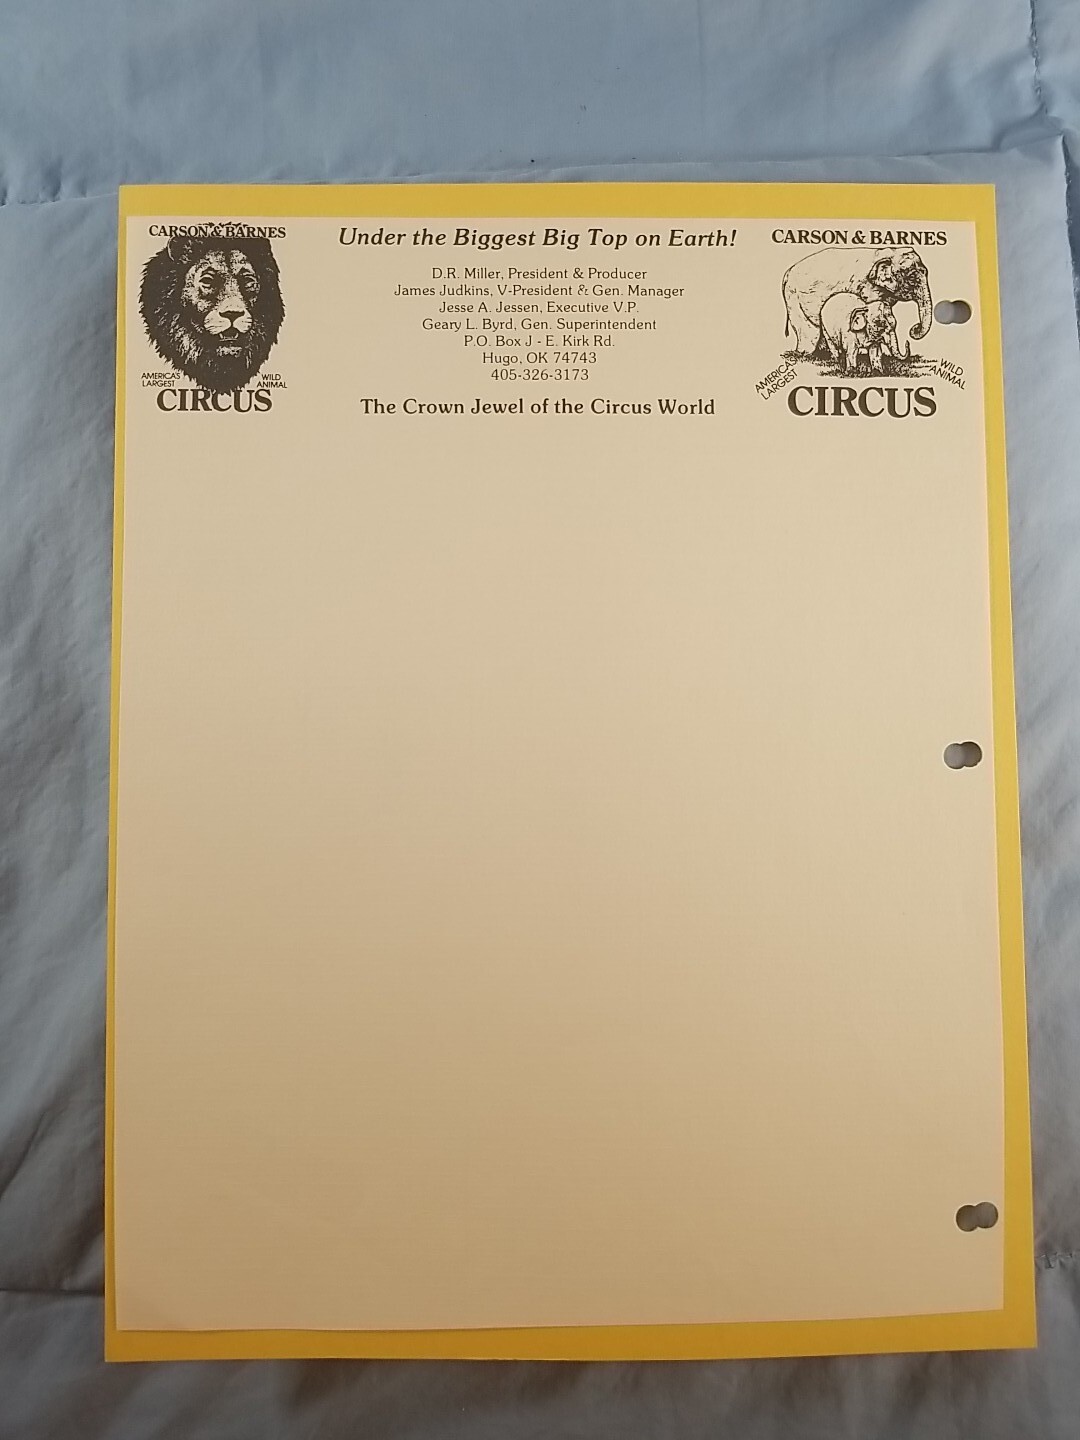 CARSON & BARNES
AMERICA'S
LARGEST
WILD
ANIMAL
CIRCUS
Under the Biggest Big Top on Earth!
D.R. Miller, President & Producer
James Judkins, V-President & Gen. Manager
Jesse A. Jessen, Executive V.P.
Geary L. Byrd, Gen. Superintendent
P.O. Box J - E. Kirk Rd.
Hugo, OK 74743
405-326-3173
The Crown Jewel of the Circus World
CARSON & BARNES
AMERICA'S
LARGEST
WILD
ANIMAL
CIRCUS